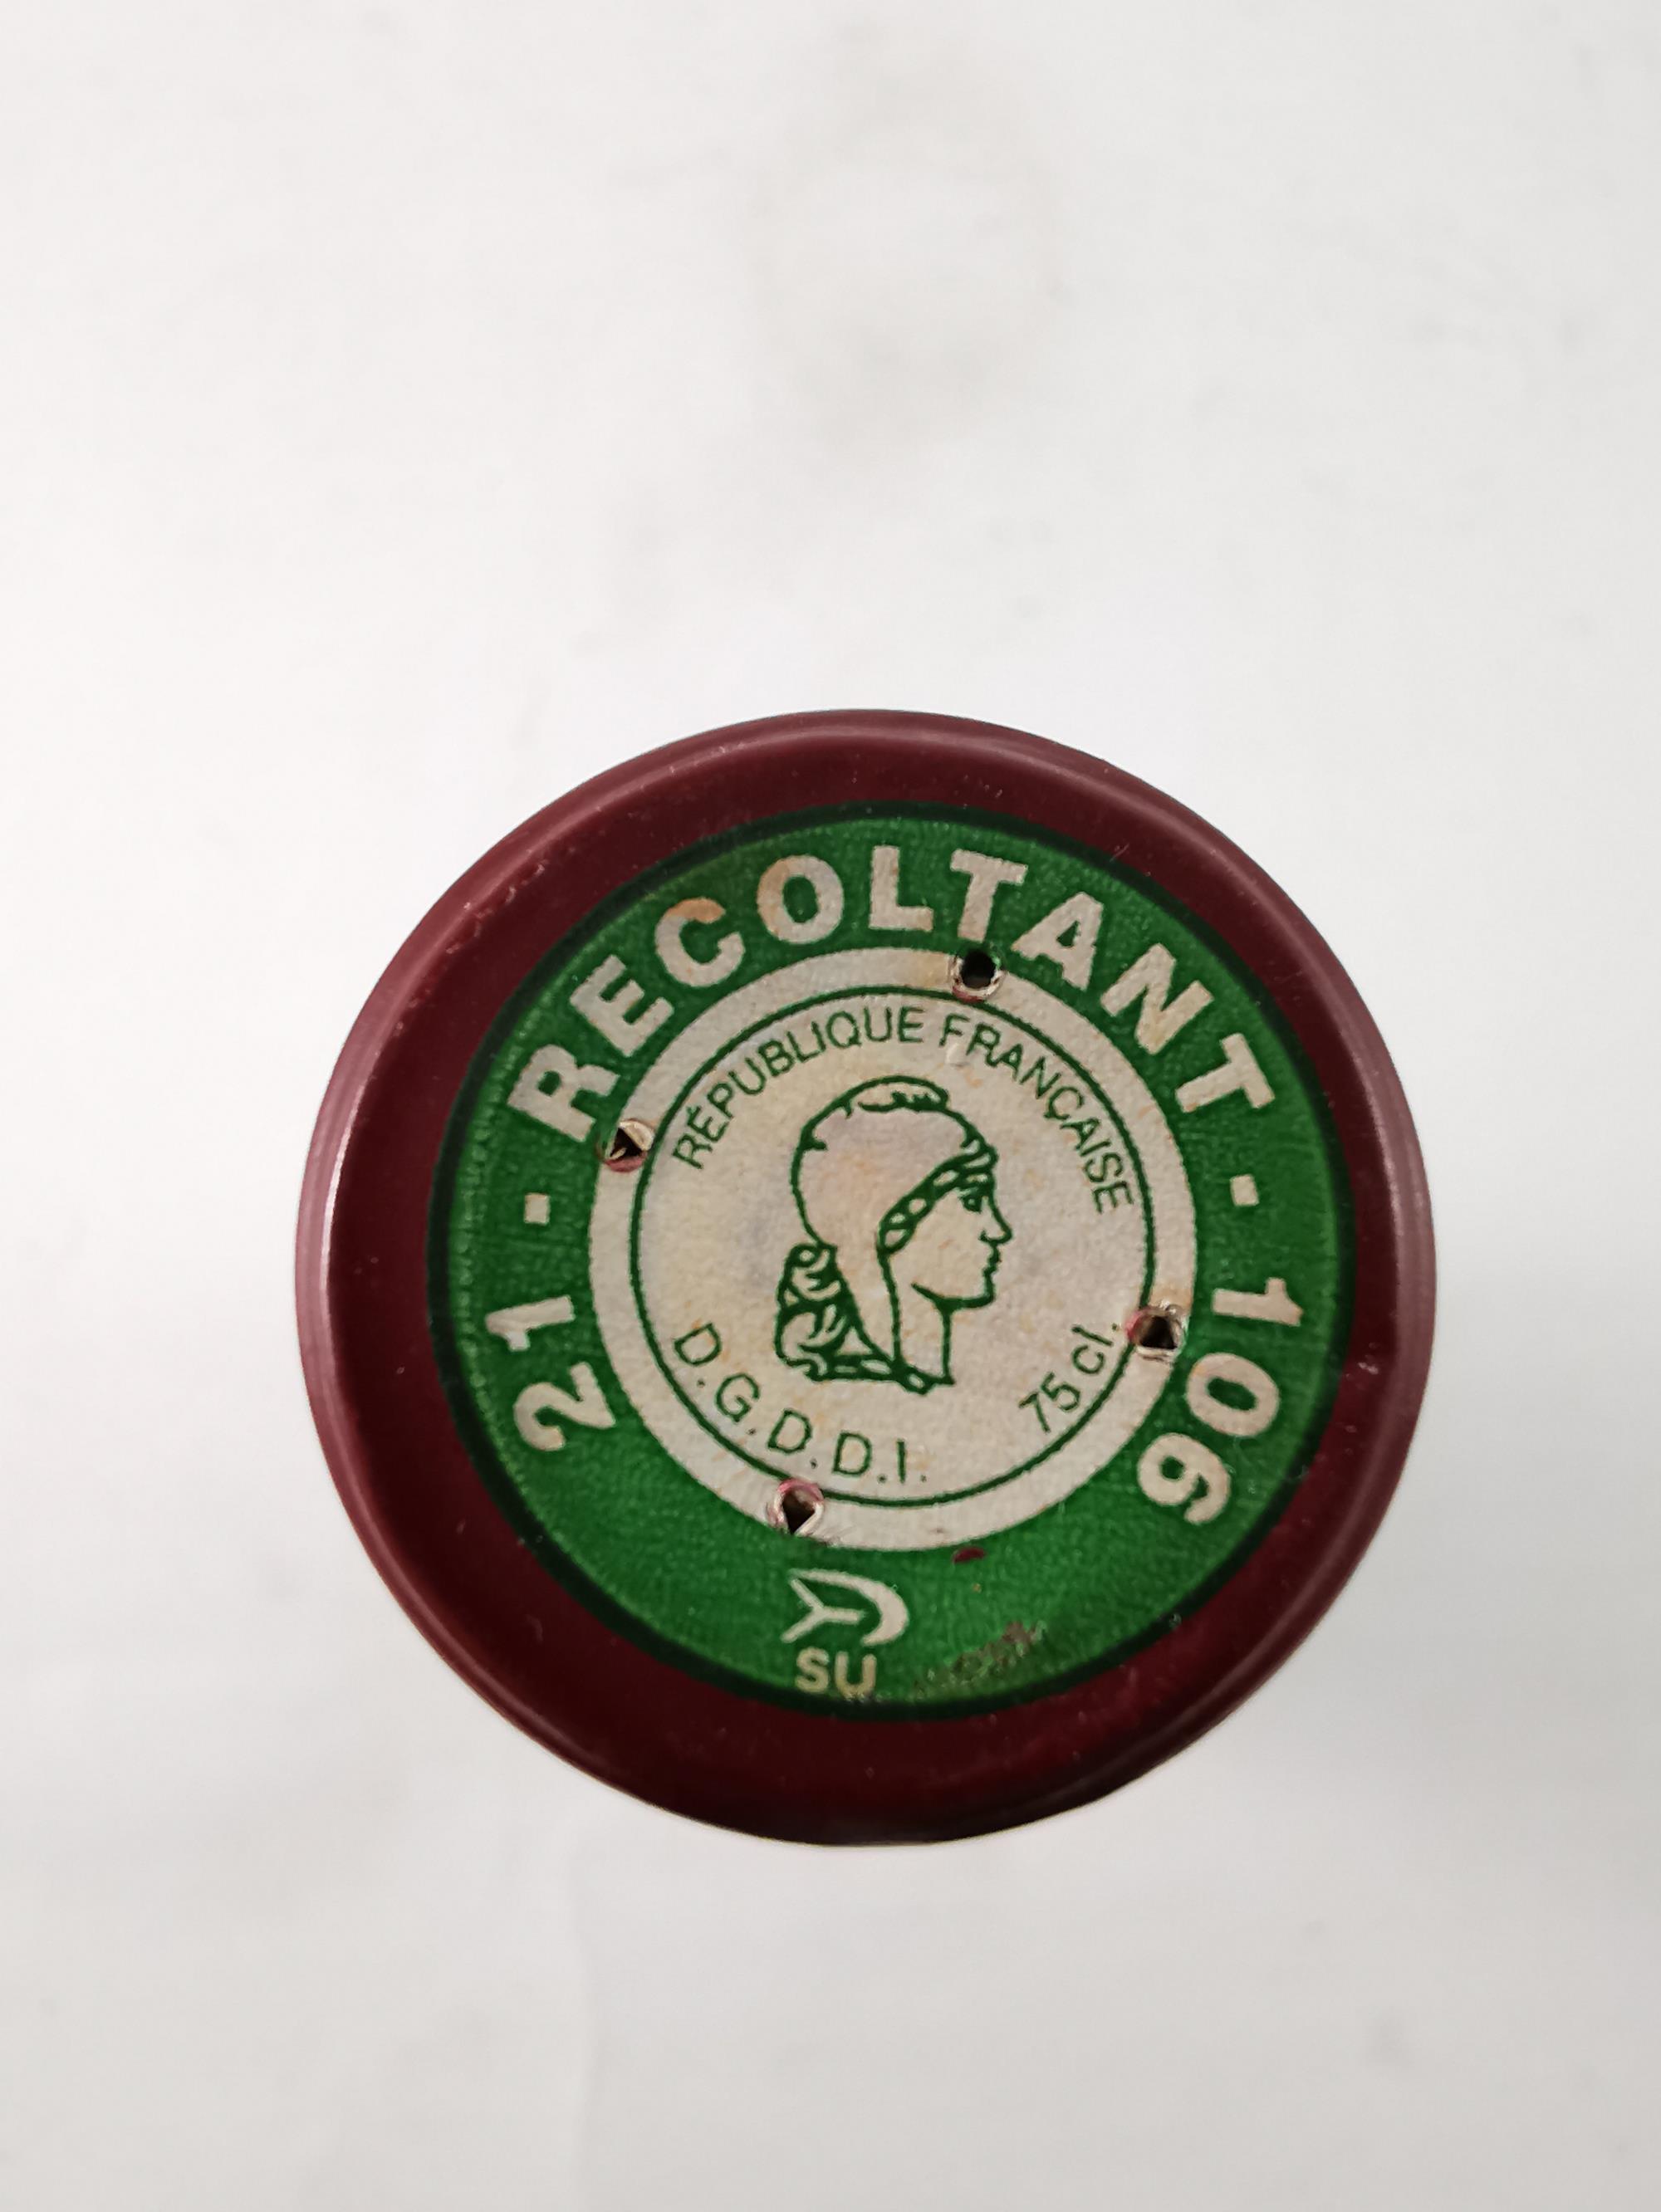 21 - RECOLTANT - 106
RÉPUBLIQUE FRANÇAISE
D.G.D.D.I. 75 cl.
SU